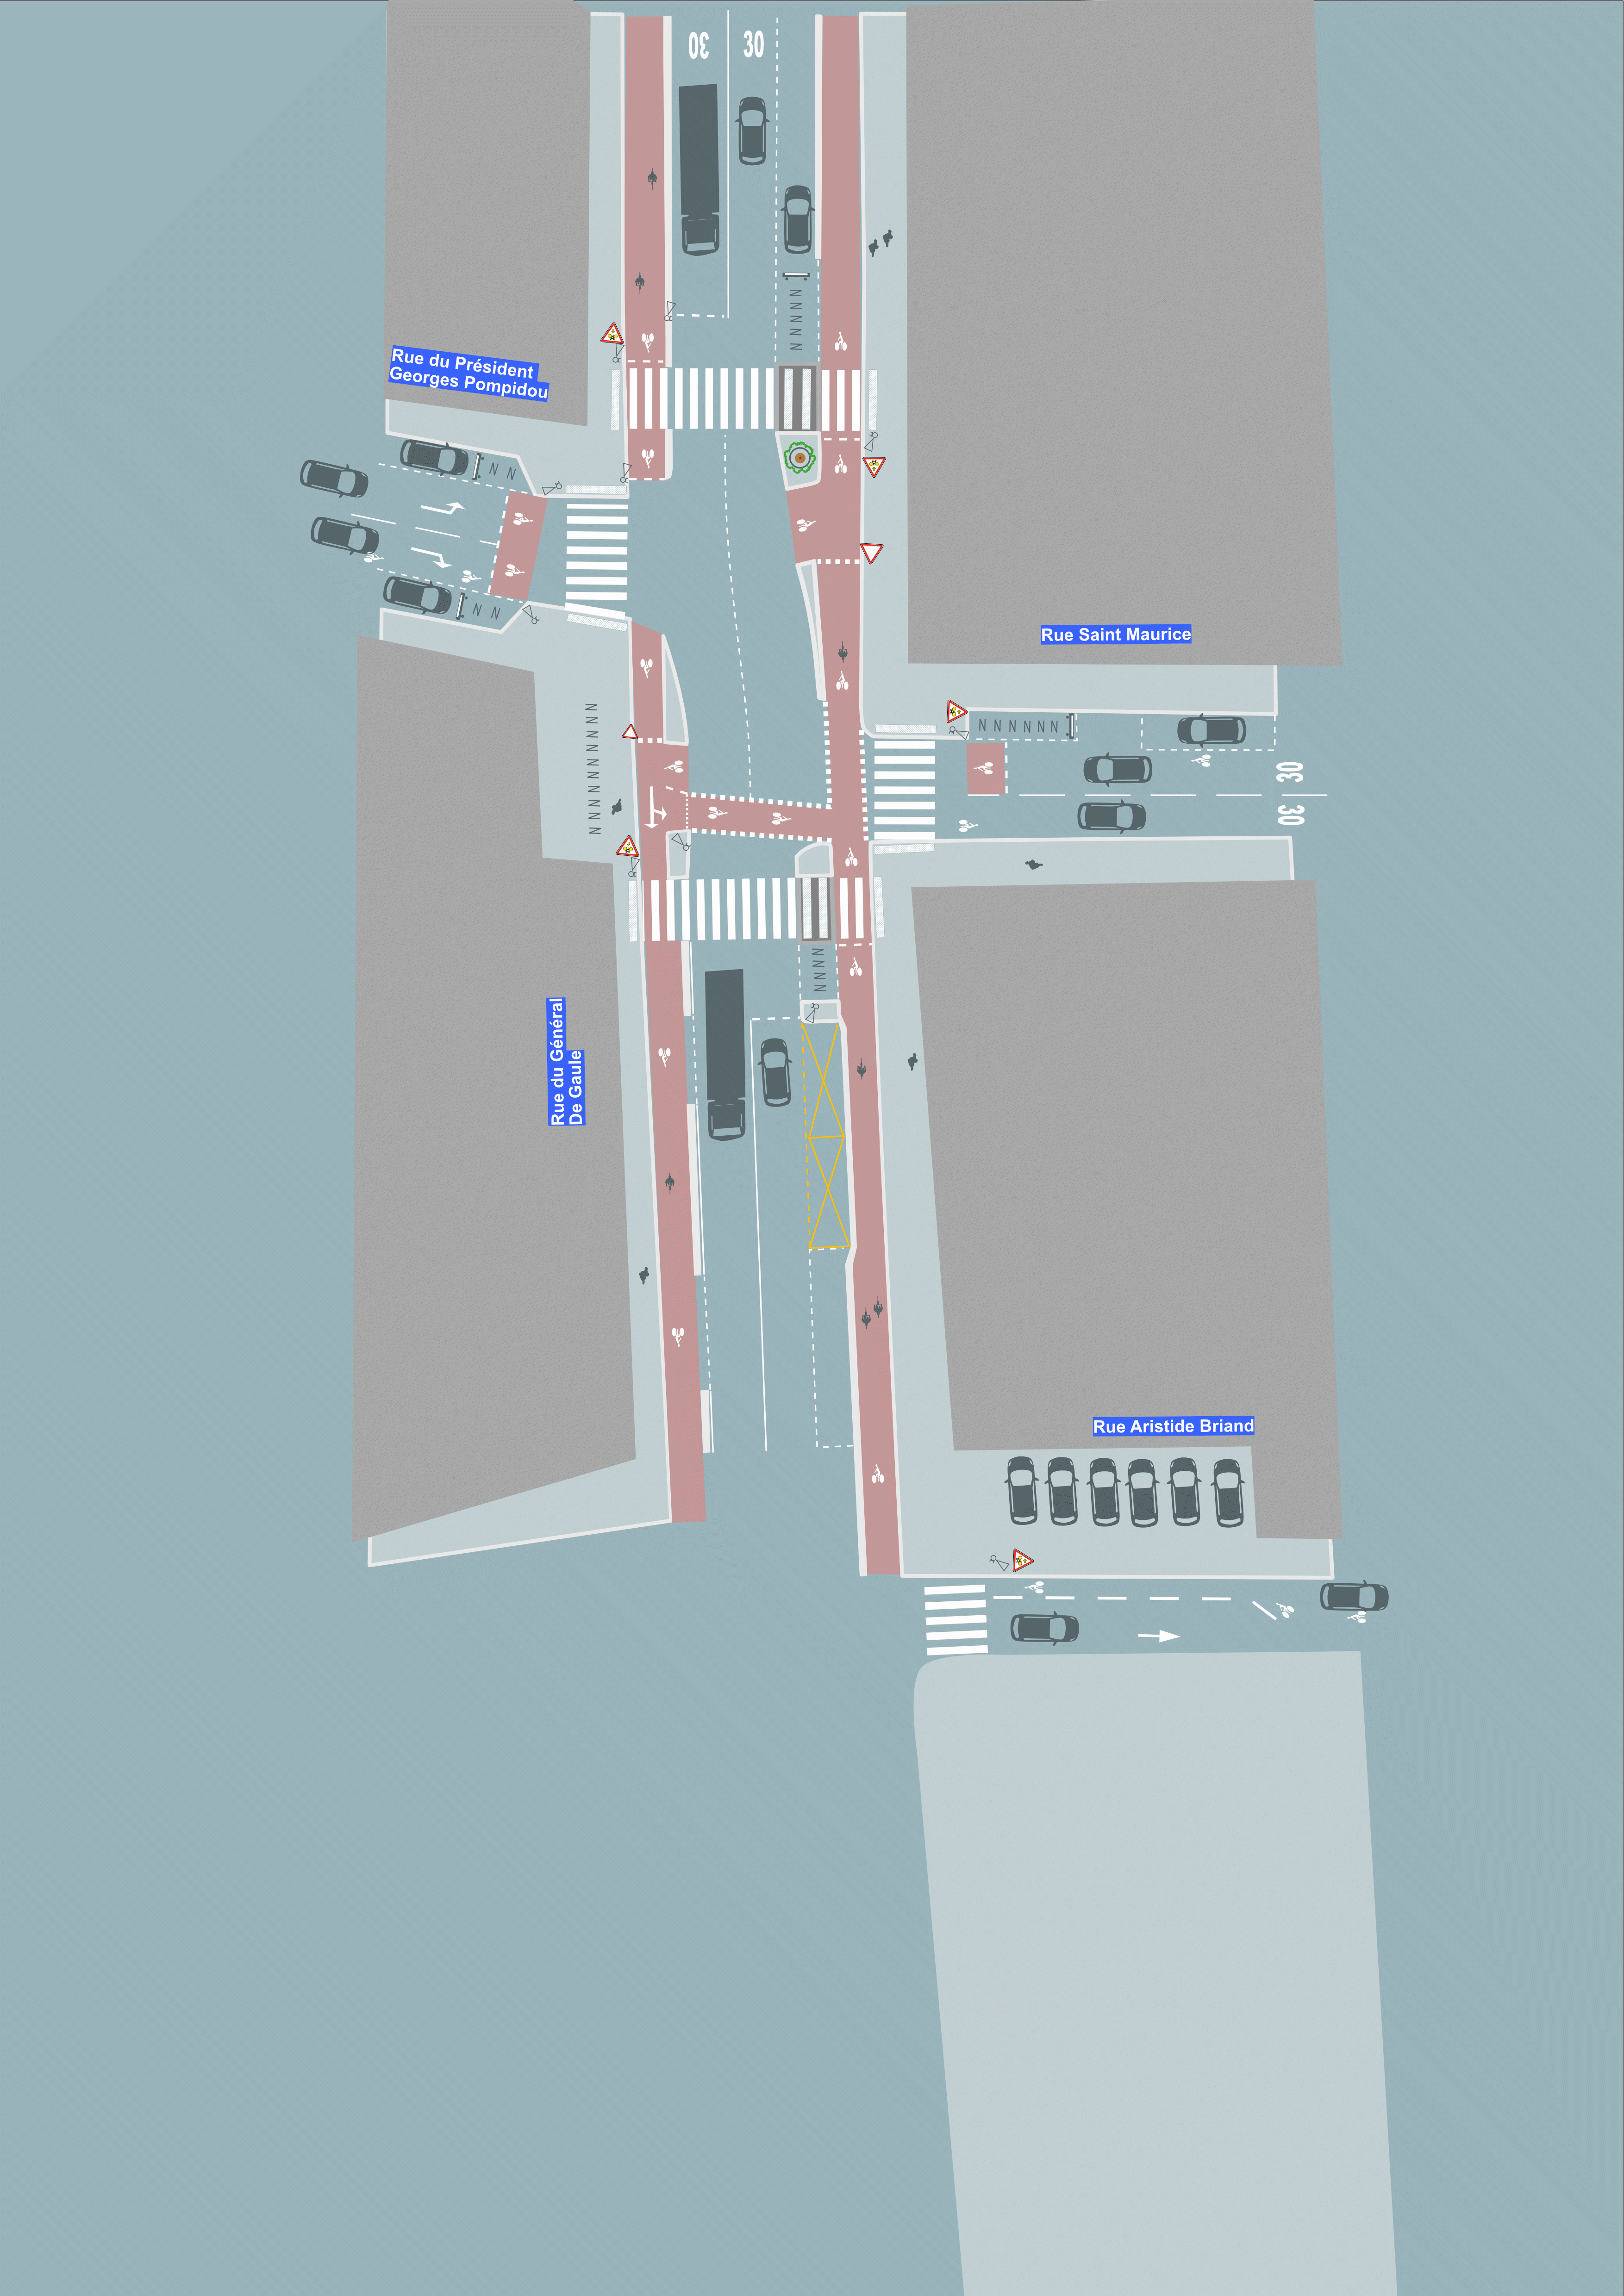 30 30
Rue du Président
Georges Pompidou
Rue Saint Maurice
30
30
Rue du Général
De Gaule
Rue Aristide Briand